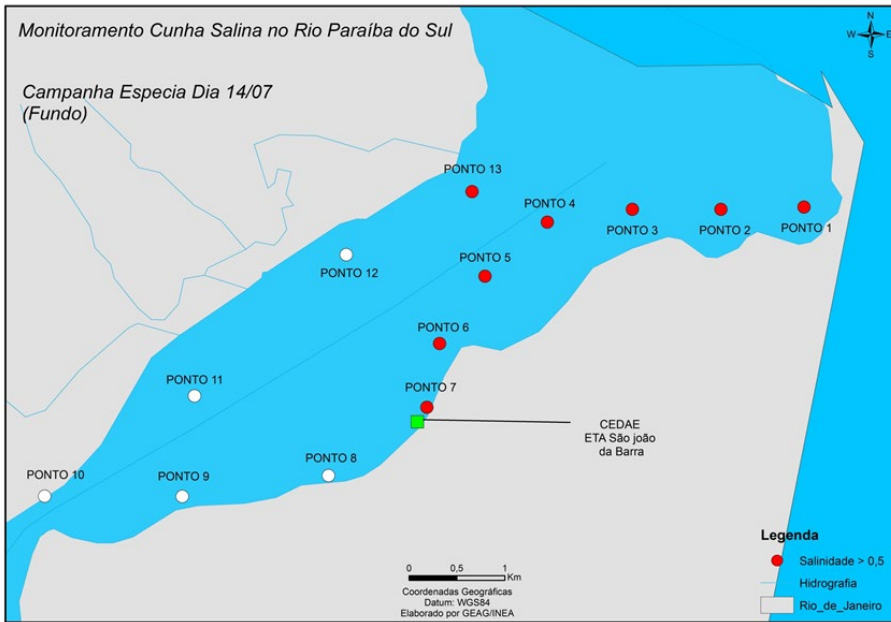 Monitoramento Cunha Salina no Rio Paraíba do Sul
N
W E
S
Campanha Especia Dia 14/07
(Fundo)
PONTO 13
PONTO 4
PONTO 3
PONTO 2
PONTO 1
PONTO 12
PONTO 5
PONTO 6
PONTO 11
PONTO 7
CEDAE
ETA São joão
da Barra
PONTO 8
PONTO 10
PONTO 9
Legenda
Salinidade > 0,5
Hidrografia
Rio_de_Janeiro
0 0,5 1
Km
Coordenadas Geográficas
Datum: WGS84
Elaborado por GEAG/INEA